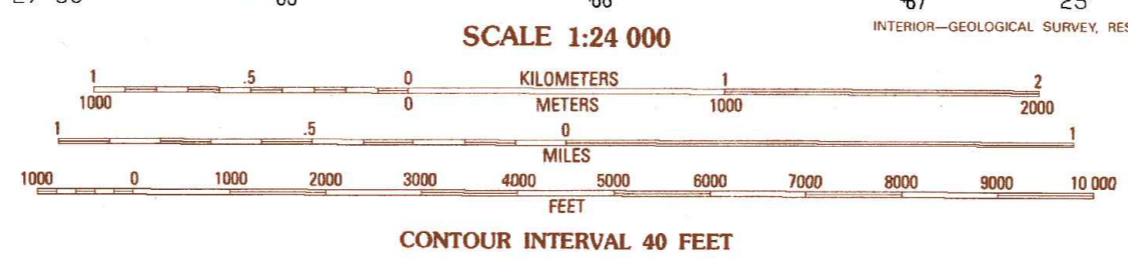 SCALE 1:24 000
INTERIOR—GEOLOGICAL SURVEY, RES
1 .5 0 KILOMETERS 1 2
1000 0 METERS 1000 2000
1 .5 0 1
MILES
1000 0 1000 2000 3000 4000 5000 6000 7000 8000 9000 10 000
FEET
CONTOUR INTERVAL 40 FEET